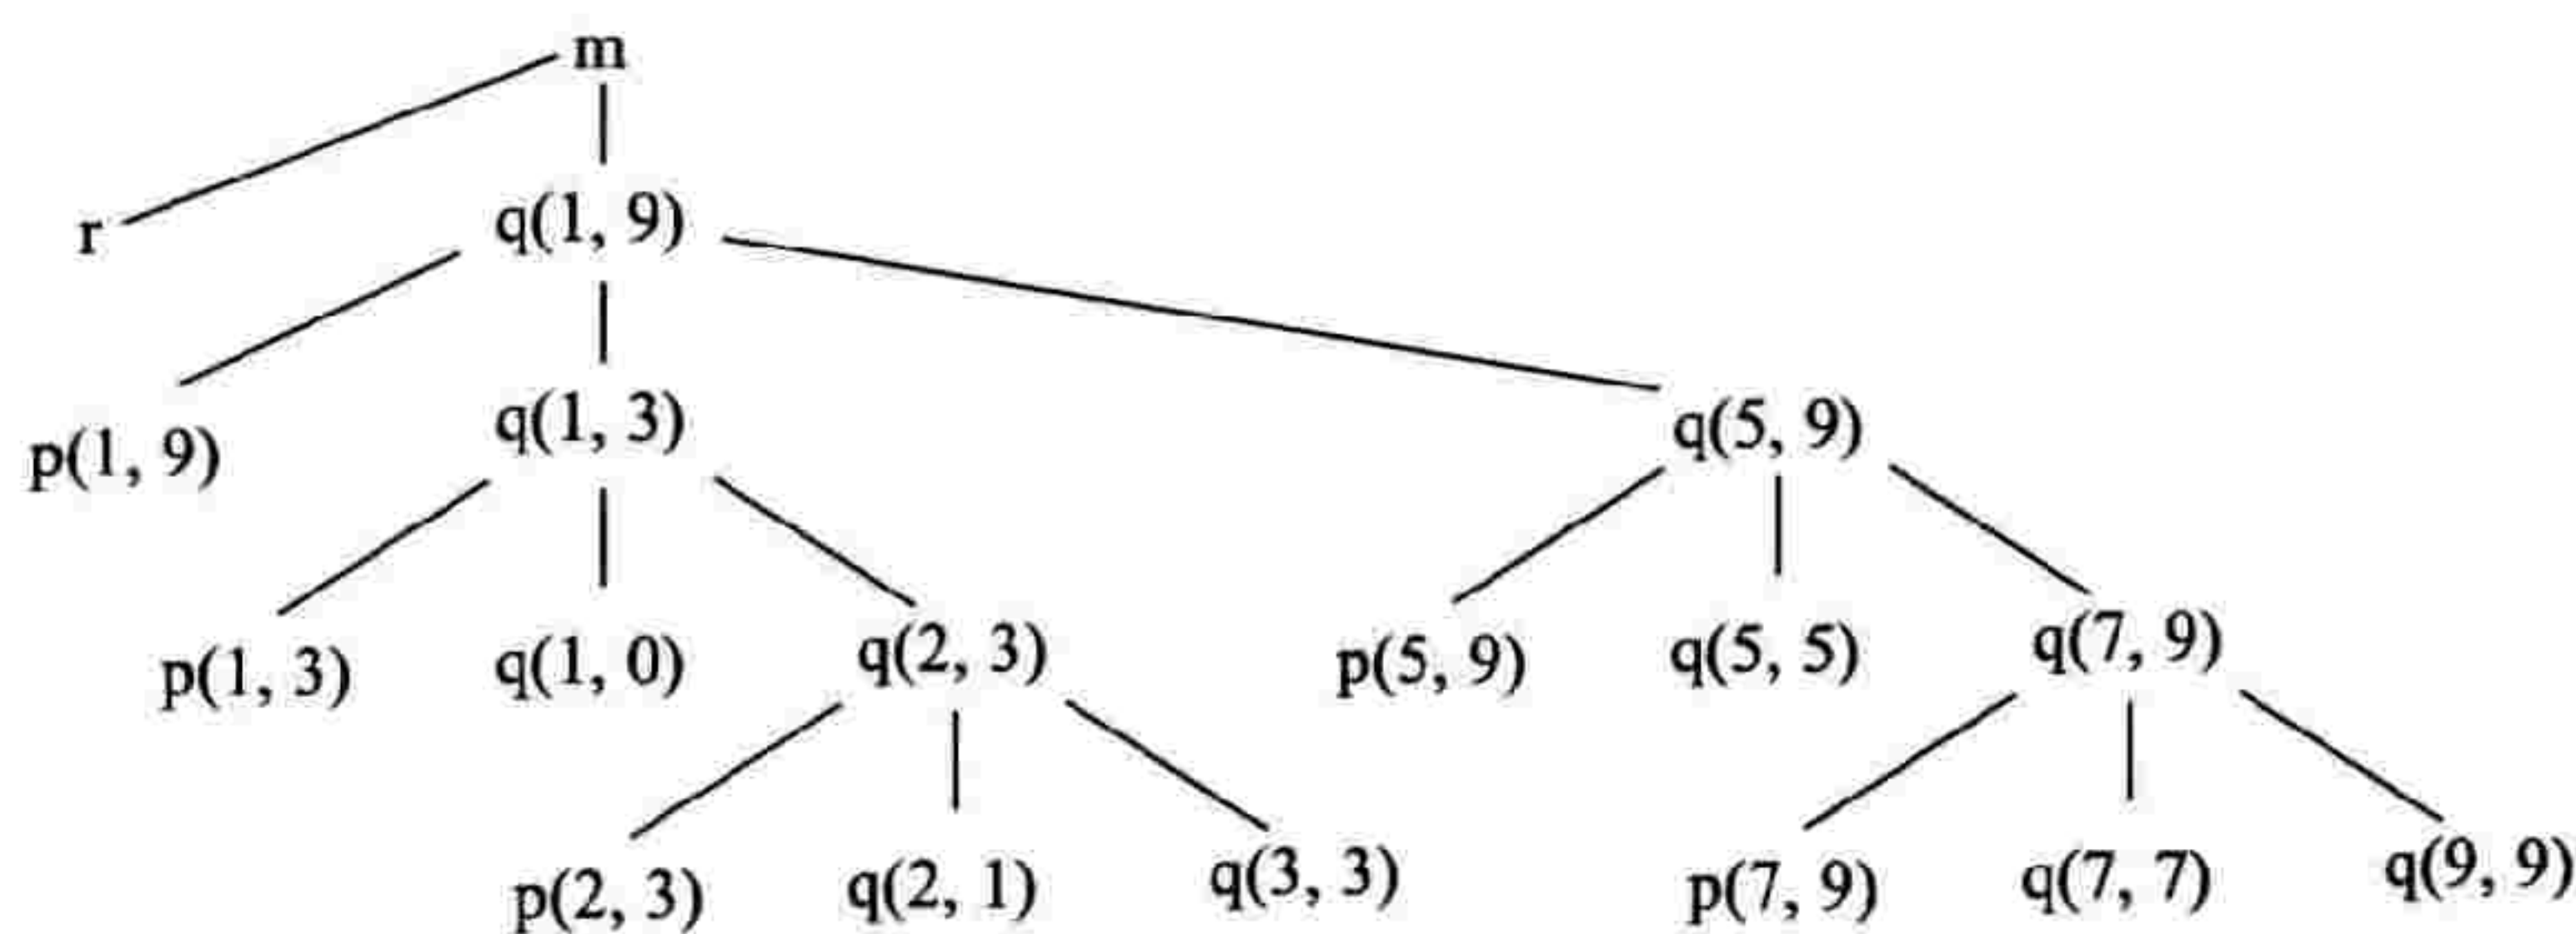 m
r q(1, 9)
p(1, 9) q(1, 3) q(5, 9)
p(1, 3) q(1, 0) q(2, 3) p(5, 9) q(5, 5) q(7, 9)
p(2, 3) q(2, 1) q(3, 3) p(7, 9) q(7, 7) q(9, 9)